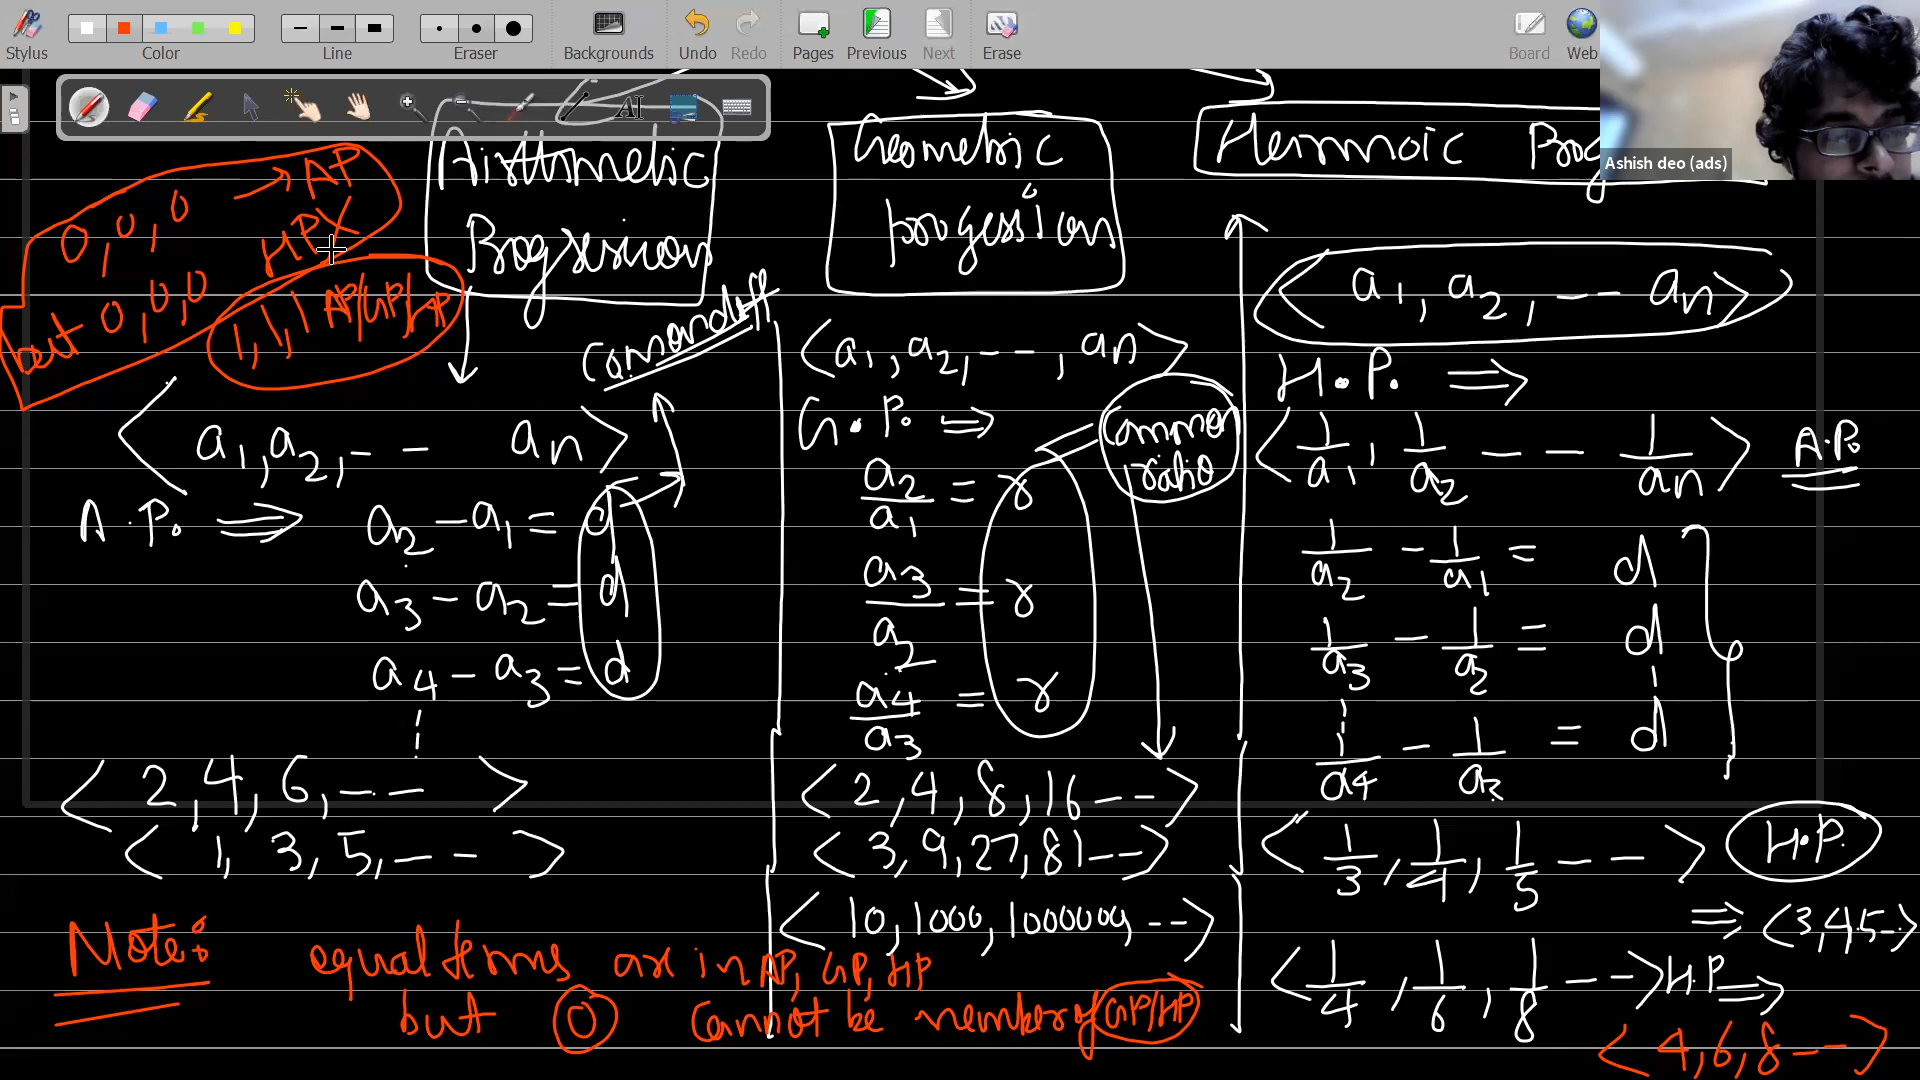 Stylus Color Line Eraser Backgrounds Undo Redo Pages Previous Next Erase Board Web
Ashish deo (ads)
Arithmetic
Progression
Geometric
progession
Hermnoic Prog
0, 0, 0 → AP
HP X
but 0, 0, 0
1, 1, 1 AP/GP/HP
Comon diff
< a1, a2, -- an >
A.P. ⇒ a2 - a1 = d
a3 - a2 = d
a4 - a3 = d
< 2, 4, 6, --- >
< 1, 3, 5, --- >
< a1, a2, ---, an >
G.P. ⇒
common
ratio
a2/a1 = r
a3/a2 = r
a4/a3 = r
< 2, 4, 8, 16 --- >
< 3, 9, 27, 81 --- >
< 10, 1000, 100000, -- >
< a1, a2, --- an >
H.P. ⇒
< 1/a1, 1/a2 --- 1/an > A.P.
1/a2 - 1/a1 = d
1/a3 - 1/a2 = d
1/a4 - 1/a3 = d
< 1/3, 1/4, 1/5 --- > H.P.
⇒ < 3, 4, 5 -- >
< 1/4, 1/6, 1/8 --- > H.P ⇒
< 4, 6, 8 --- >
Note: equal terms are in AP, GP, HP
but 0 cannot be member of GP/HP